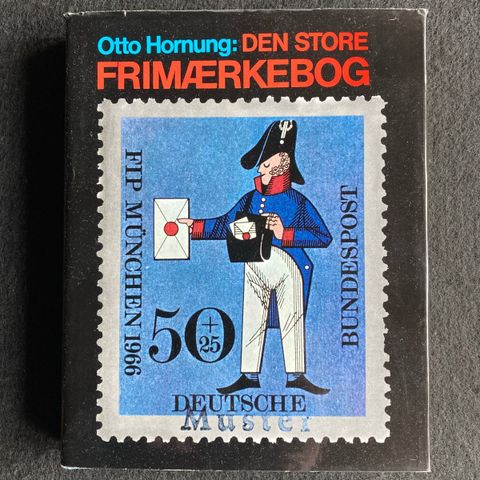 Otto Hornung: DEN STORE
FRIMÆRKEBOG
FIP MÜNCHEN 1966
BUNDESPOST
50 + 25
DEUTSCHE
Muster